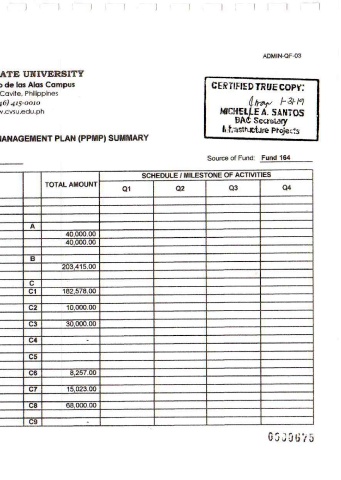 ADMIN-QF-03
ATE UNIVERSITY
o de las Alas Campus
Cavite, Philippines
46) 415-0010
w.cvsu.edu.ph
CERTIFIED TRUE COPY:
1-31-19
MICHELLE A. SANTOS
BAC Secretary
Infrastructure Projects
MANAGEMENT PLAN (PPMP) SUMMARY
Source of Fund: Fund 164
TOTAL AMOUNT
SCHEDULE / MILESTONE OF ACTIVITIES
Q1 Q2 Q3 Q4
A
40,000.00
40,000.00
B
203,415.00
C
C1 182,578.00
C2 10,000.00
C3 30,000.00
C4 -
C5
C6 8,257.00
C7 15,023.00
C8 68,000.00
C9 -